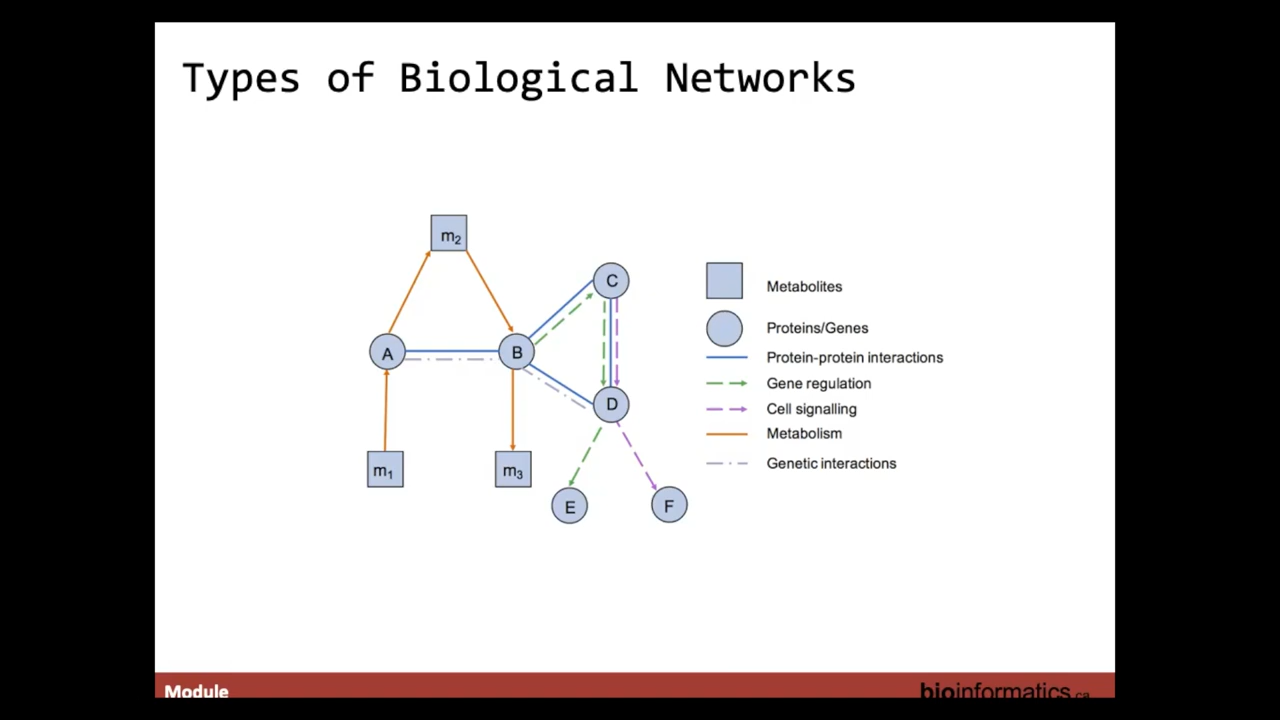 Types of Biological Networks
m₂
C
Metabolites
Proteins/Genes
A
B
Protein-protein interactions
Gene regulation
D
Cell signalling
Metabolism
m₁
m₃
Genetic interactions
E
F
Module
bioinformatics.ca